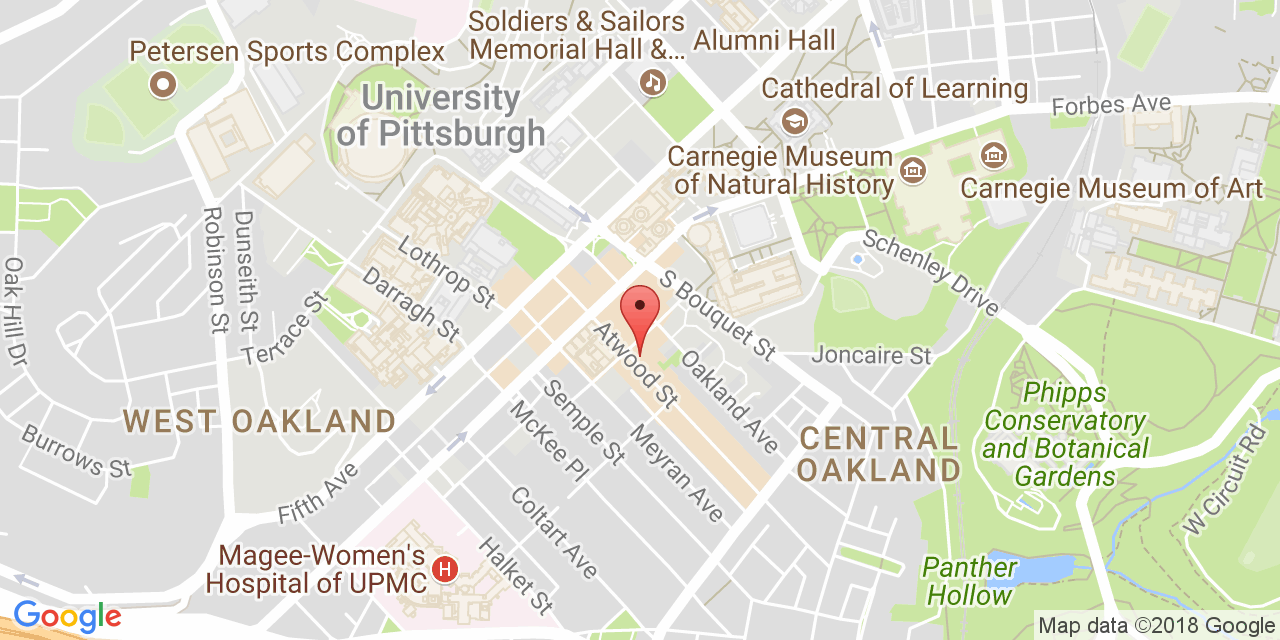 Soldiers & Sailors
Memorial Hall &...
Alumni Hall
Petersen Sports Complex
University
of Pittsburgh
Cathedral of Learning
Forbes Ave
Carnegie Museum
of Natural History
Carnegie Museum of Art
Robinson St
Dunseith St
Lothrop St
Darragh St
Terrace St
Oak Hill Dr
Schenley Drive
S Bouquet St
Joncaire St
Atwood St
Oakland Ave
WEST OAKLAND
Semple St
McKee Pl
Meyran Ave
CENTRAL
OAKLAND
Phipps
Conservatory
and Botanical
Gardens
Burrows St
Fifth Ave
Coltart Ave
Halket St
W Circuit Rd
Magee-Women's
Hospital of UPMC
H
Panther
Hollow
Google
Map data ©2018 Google